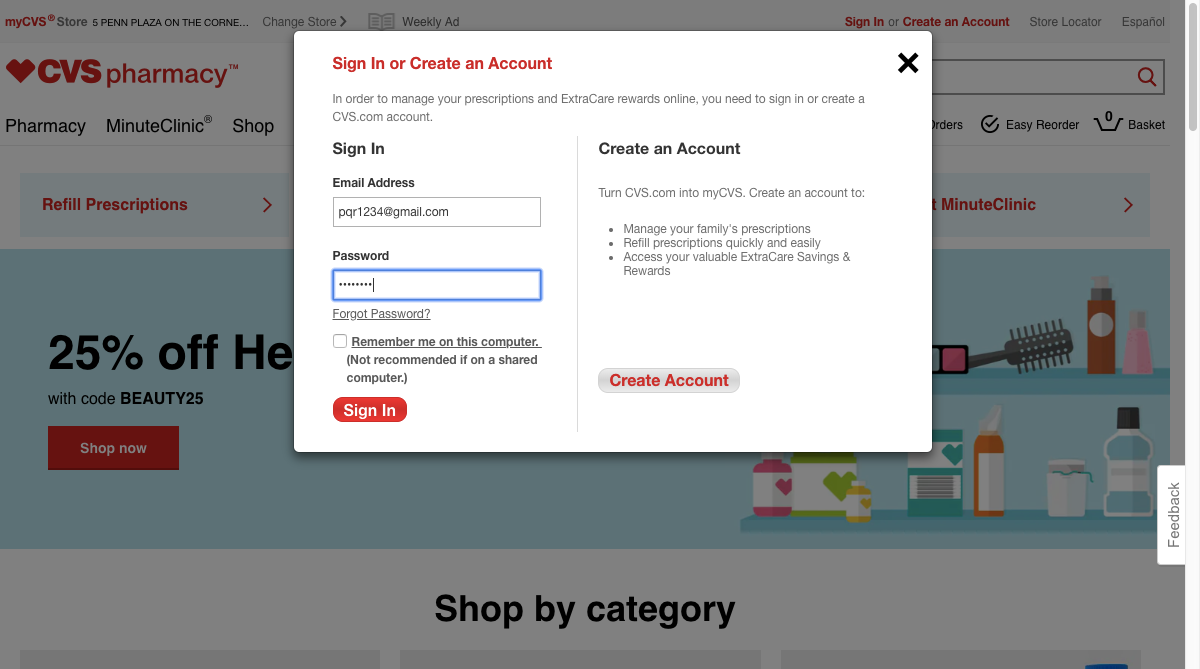 myCVS® Store 5 PENN PLAZA ON THE CORNE... Change Store Weekly Ad Sign In or Create an Account Store Locator Español
CVS pharmacy™
Pharmacy MinuteClinic® Shop
Easy Reorder 0 Basket
Refill Prescriptions
MinuteClinic
25% off He
with code BEAUTY25
Shop now
Sign In or Create an Account
In order to manage your prescriptions and ExtraCare rewards online, you need to sign in or create a
CVS.com account.
Sign In
Email Address
pqr1234@gmail.com
Password
••••••••
Forgot Password?
Remember me on this computer.
(Not recommended if on a shared
computer.)
Sign In
Create an Account
Turn CVS.com into myCVS. Create an account to:
• Manage your family's prescriptions
• Refill prescriptions quickly and easily
• Access your valuable ExtraCare Savings &
Rewards
Create Account
Feedback
Shop by category